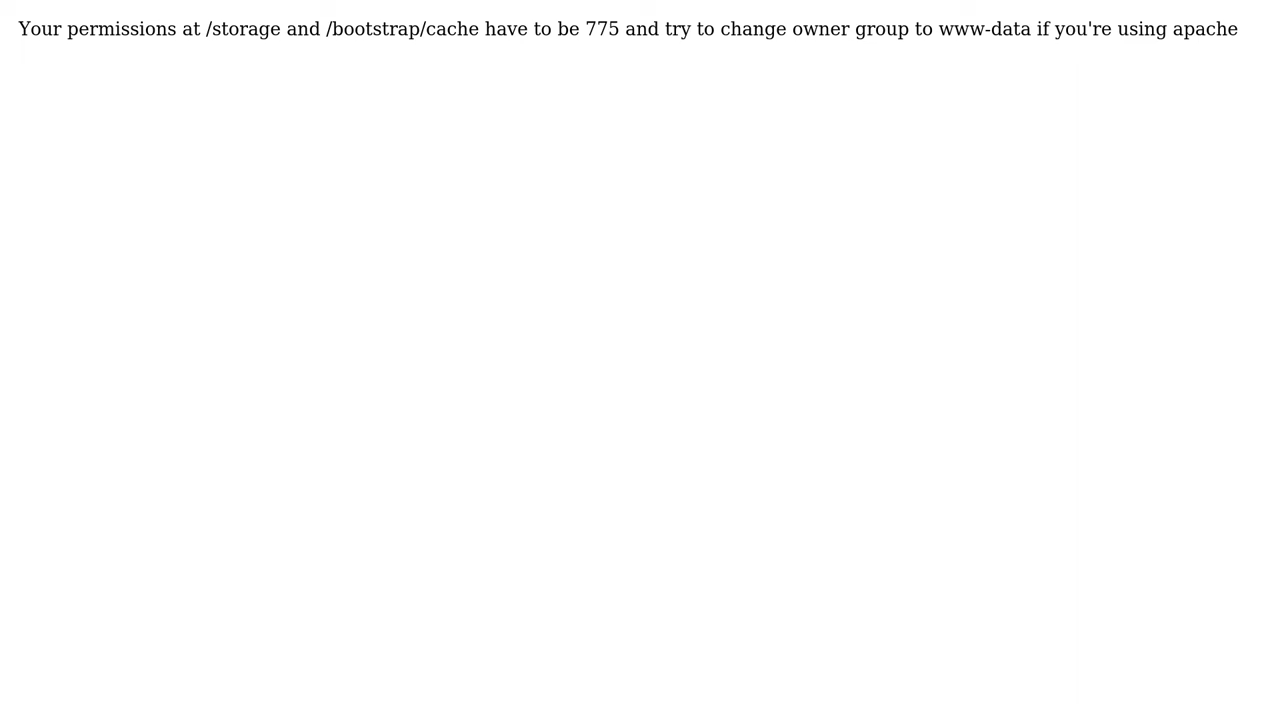 Your permissions at /storage and /bootstrap/cache have to be 775 and try to change owner group to www-data if you're using apache